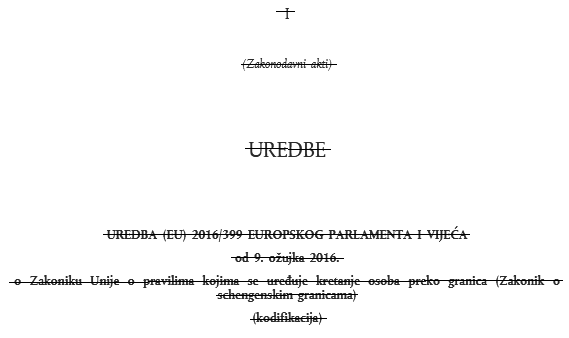 I
(Zakonodavni akti)
UREDBE
UREDBA (EU) 2016/399 EUROPSKOG PARLAMENTA I VIJEĆA
od 9. ožujka 2016.
o Zakoniku Unije o pravilima kojima se uređuje kretanje osoba preko granica (Zakonik o
schengenskim granicama)
(kodifikacija)